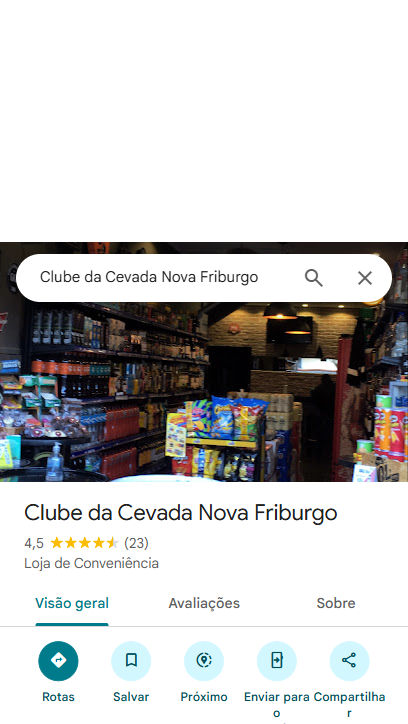 Clube da Cevada Nova Friburgo
Clube da Cevada Nova Friburgo
4,5 (23)
Loja de Conveniência
Visão geral Avaliações Sobre
Rotas Salvar Próximo Enviar para o Compartilhar